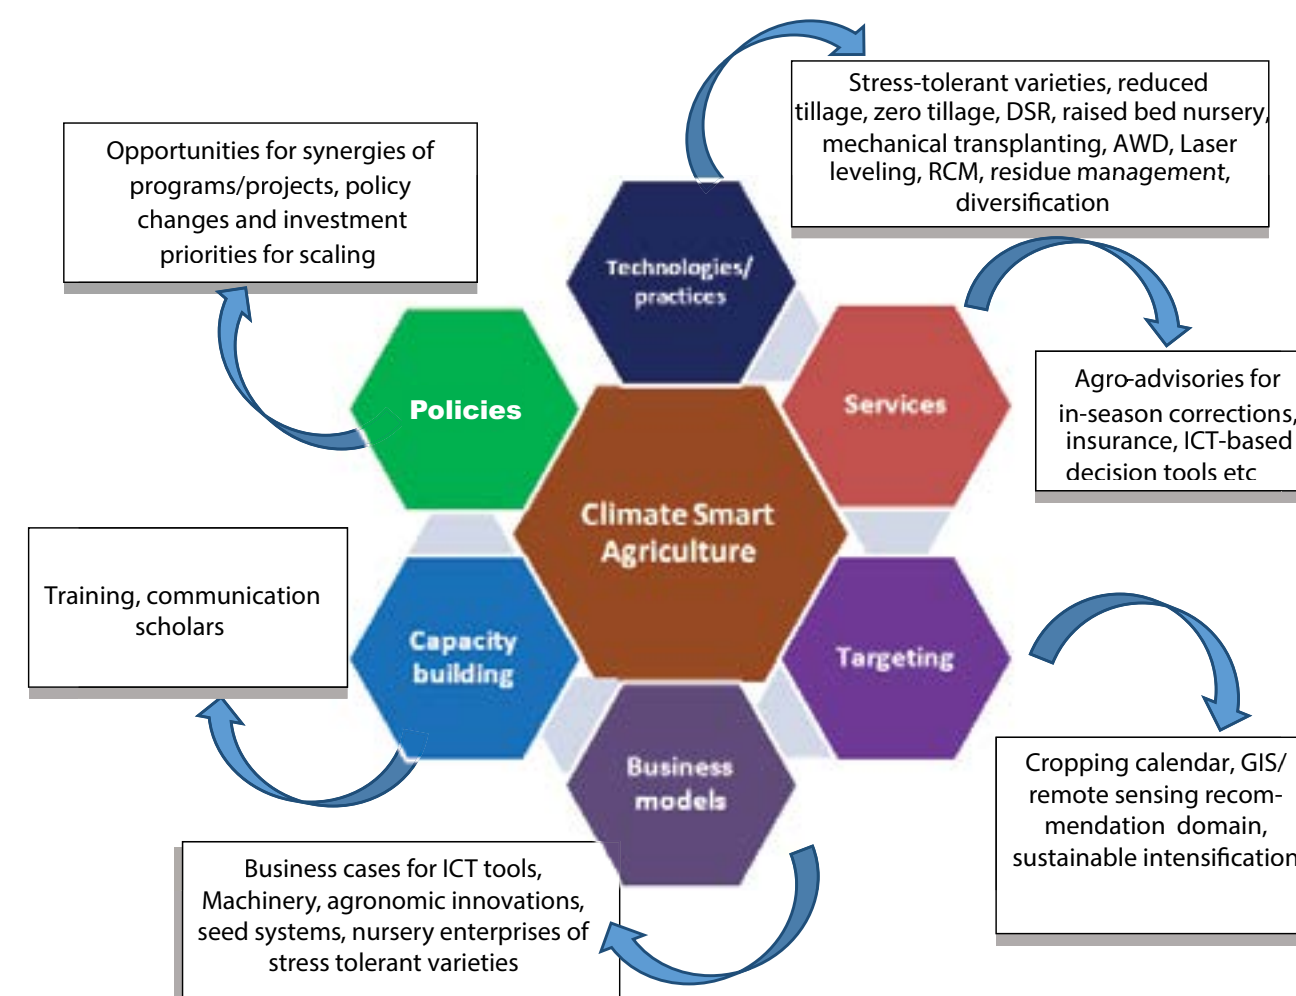 Stress-tolerant varieties, reduced
tillage, zero tillage, DSR, raised bed nursery,
mechanical transplanting, AWD, Laser
leveling, RCM, residue management,
diversification
Opportunities for synergies of
programs/projects, policy
changes and investment
priorities for scaling
Technologies/
practices
Policies
Services
Agro-advisories for
in-season corrections,
insurance, ICT-based
decision tools etc
Climate Smart
Agriculture
Training, communication
scholars
Capacity
building
Targeting
Business
models
Cropping calendar, GIS/
remote sensing recom-
mendation domain,
sustainable intensification
Business cases for ICT tools,
Machinery, agronomic innovations,
seed systems, nursery enterprises of
stress tolerant varieties